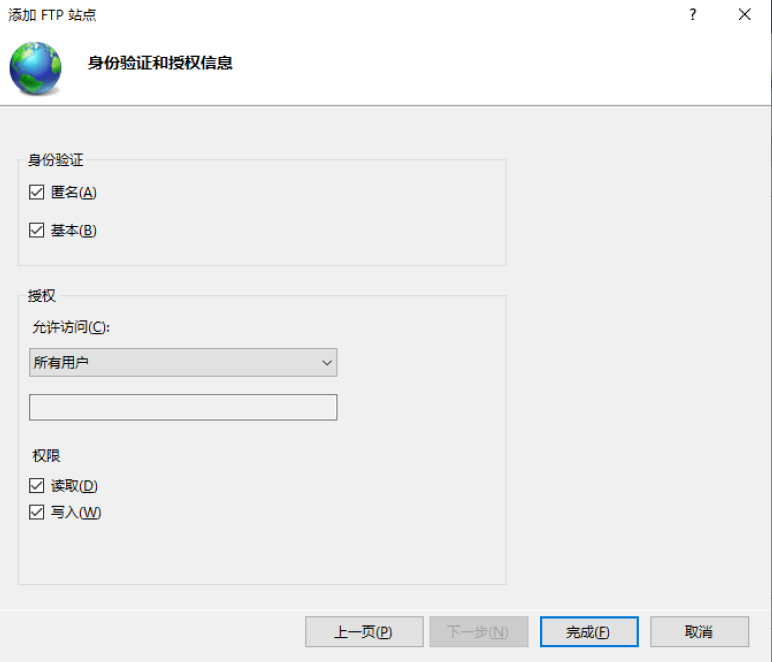 添加 FTP 站点
?
身份验证和授权信息
身份验证
匿名(A)
基本(B)
授权
允许访问(C):
所有用户
权限
读取(D)
写入(W)
上一页(P) 下一步(N) 完成(F) 取消